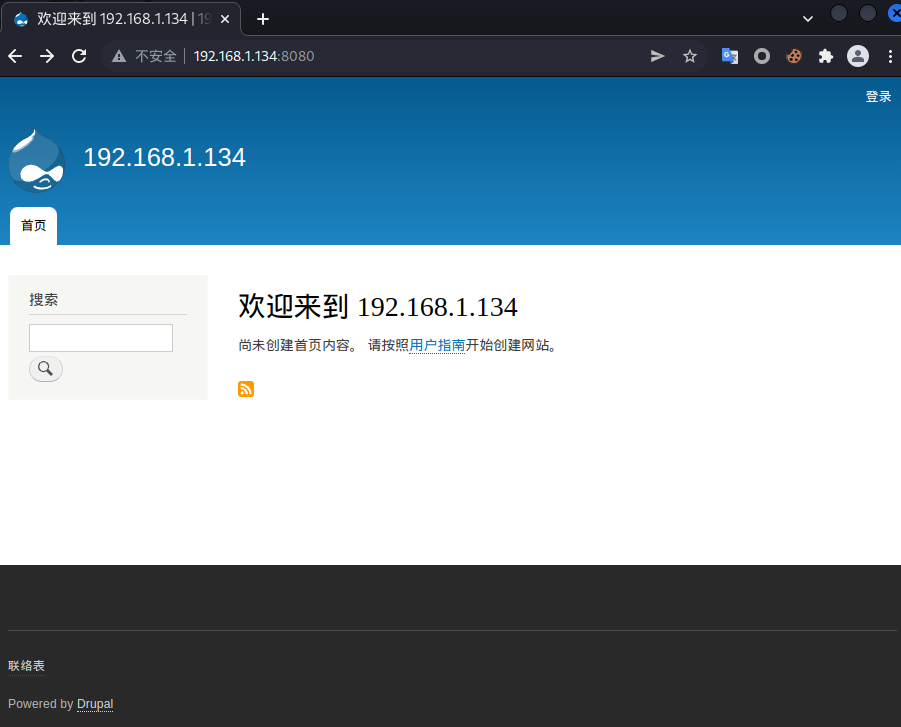 欢迎来到 192.168.1.134 | 19
不安全 192.168.1.134:8080
登录
192.168.1.134
首页
搜索
欢迎来到 192.168.1.134
尚未创建首页内容。 请按照用户指南开始创建网站。
联络表
Powered by Drupal